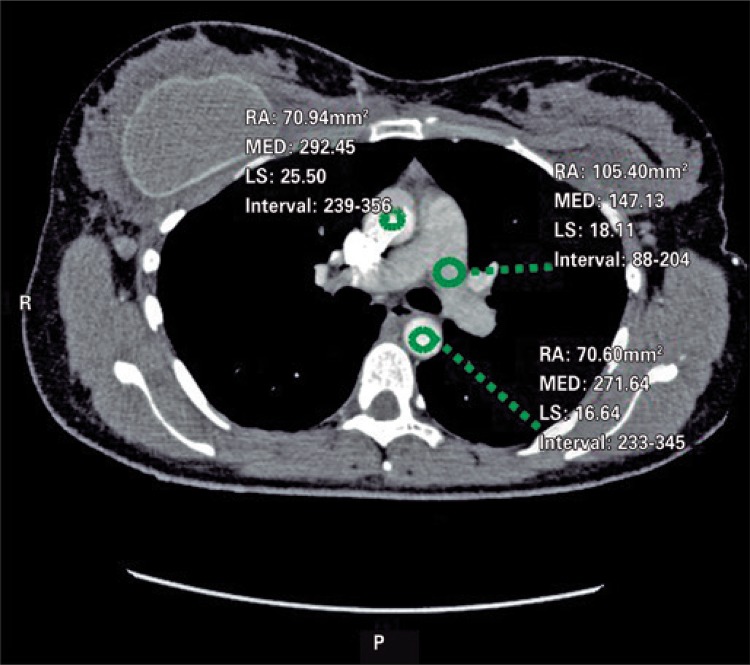 RA: 70.94mm²
MED: 292.45
LS: 25.50
Interval: 239-356
RA: 105.40mm²
MED: 147.13
LS: 18.11
Interval: 88-204
R
RA: 70.60mm²
MED: 271.64
LS: 16.64
Interval: 233-345
P